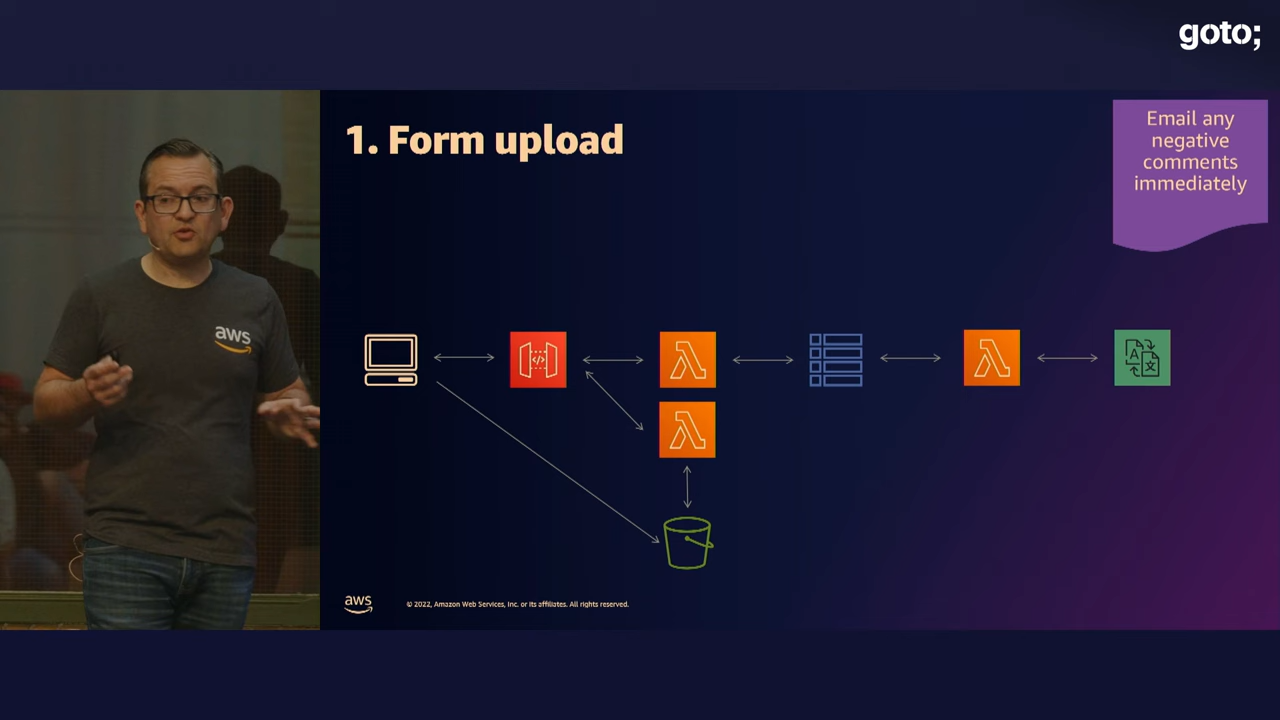 goto;
1. Form upload
Email any
negative
comments
immediately
aws
A
文
aws
© 2022, Amazon Web Services, Inc. or its affiliates. All rights reserved.